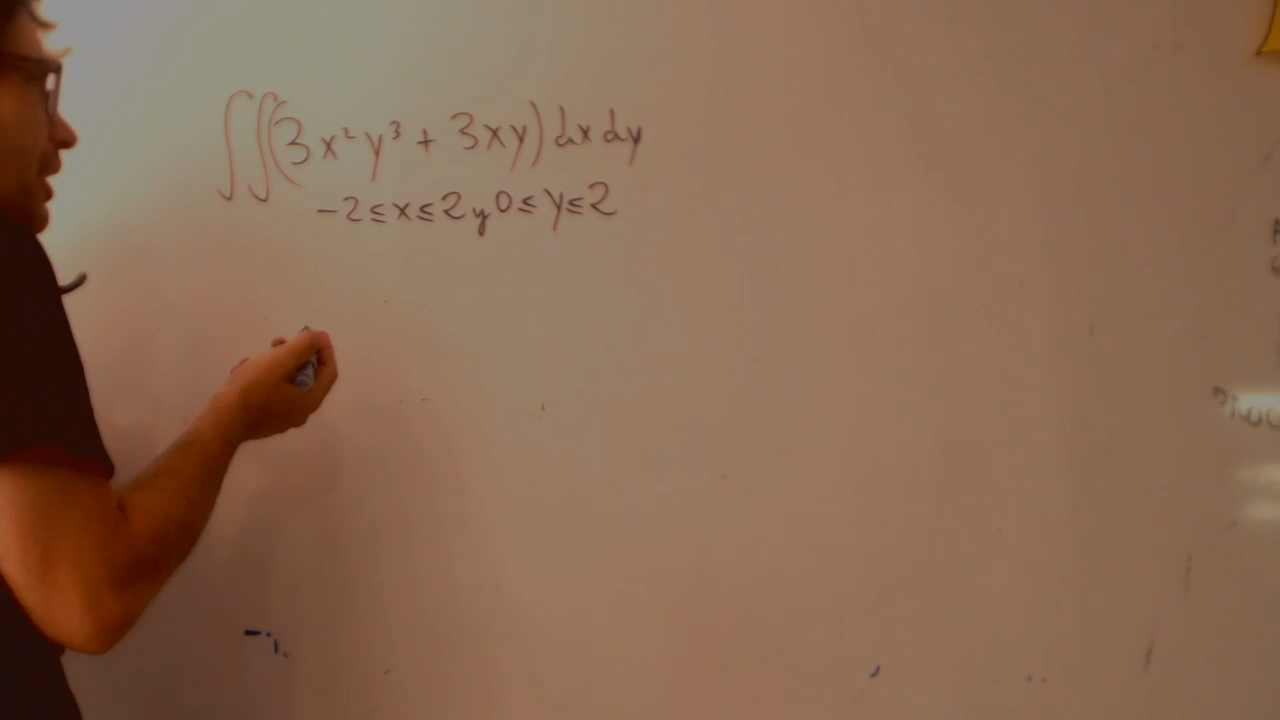 ∫∫(3x²y³ + 3xy) dx dy
-2≤x≤2 y 0≤y≤2